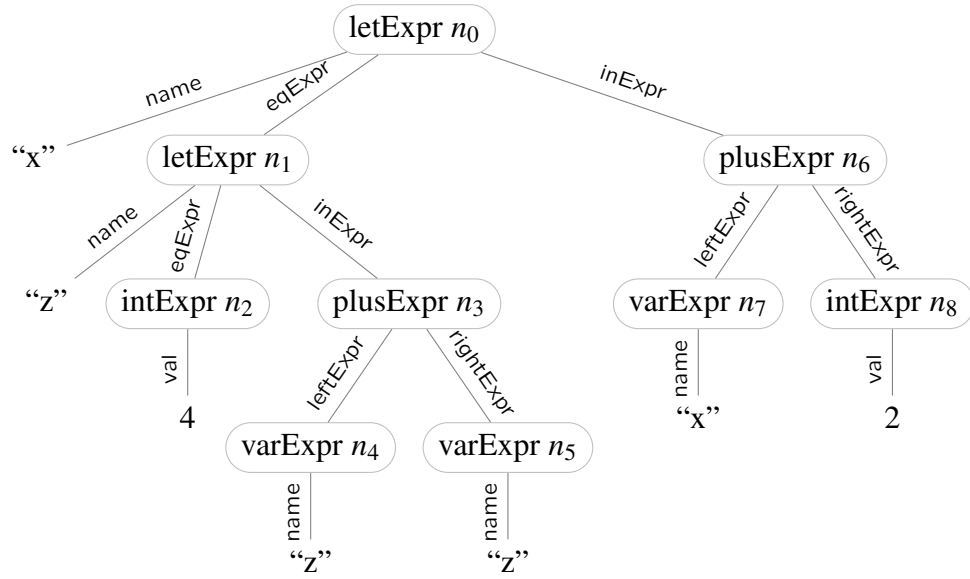 letExpr n0
name
eqExpr
inExpr
“x”
letExpr n1
plusExpr n6
name
eqExpr
inExpr
leftExpr
rightExpr
“z”
intExpr n2
plusExpr n3
varExpr n7
intExpr n8
val
leftExpr
rightExpr
name
val
4
“x”
2
varExpr n4
varExpr n5
name
name
“z”
“z”